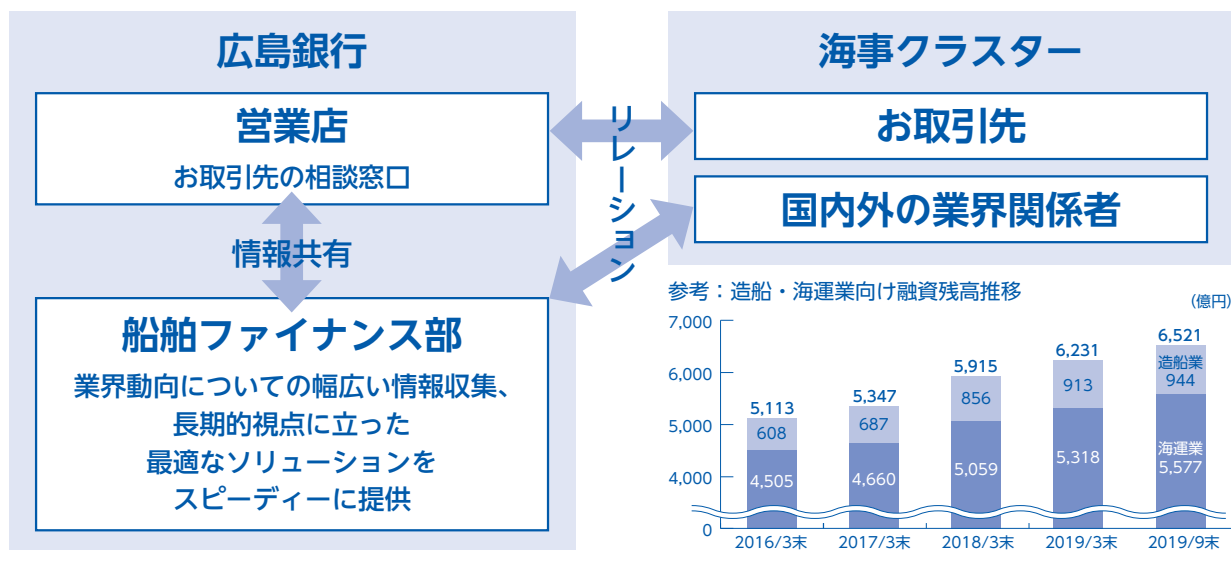 広島銀行
営業店
お取引先の相談窓口
情報共有
船舶ファイナンス部
業界動向についての幅広い情報収集、
長期的視点に立った
最適なソリューションを
スピーディーに提供
リレーション
海事クラスター
お取引先
国内外の業界関係者
参考：造船・海運業向け融資残高推移
(億円)
7,000
6,000
5,000
4,000
0
5,113
608
4,505
5,347
687
4,660
5,915
856
5,059
6,231
913
5,318
6,521
造船業
944
海運業
5,577
2016/3末
2017/3末
2018/3末
2019/3末
2019/9末